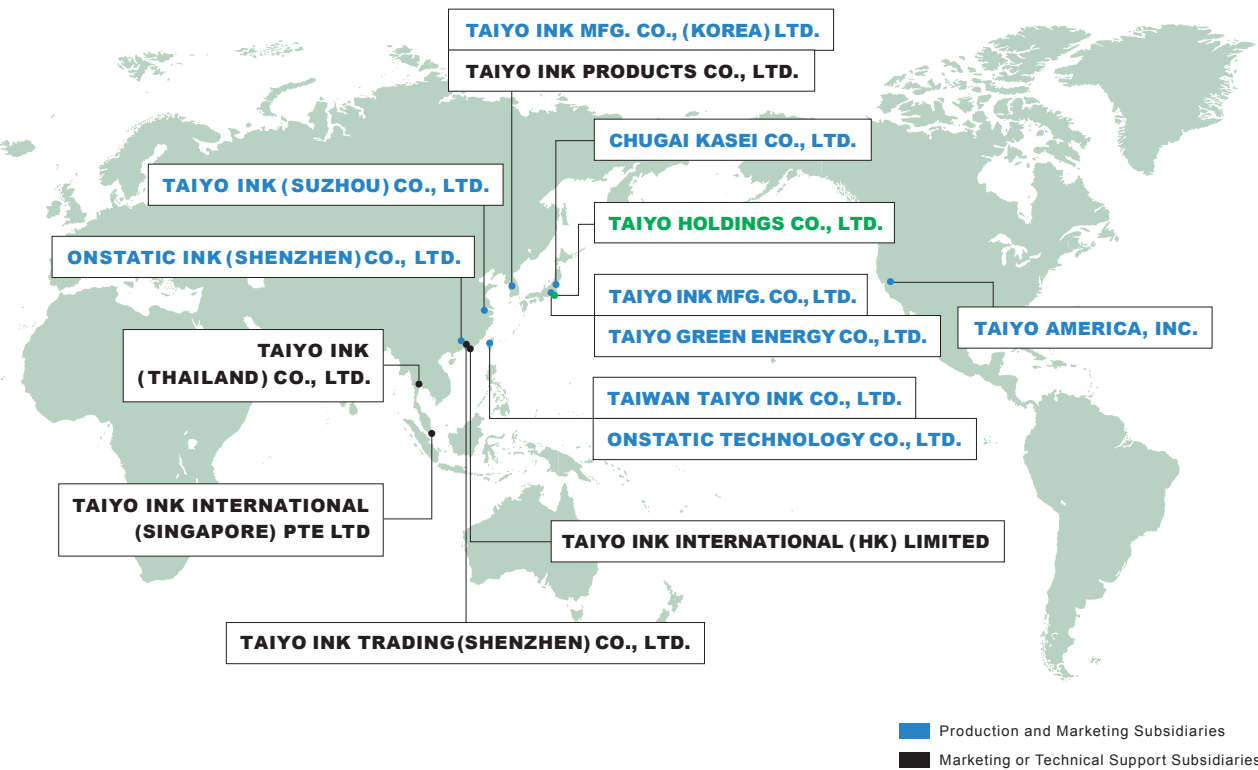 TAIYO INK MFG. CO., (KOREA) LTD.
TAIYO INK PRODUCTS CO., LTD.
CHUGAI KASEI CO., LTD.
TAIYO INK (SUZHOU) CO., LTD.
TAIYO HOLDINGS CO., LTD.
ONSTATIC INK (SHENZHEN) CO., LTD.
TAIYO INK MFG. CO., LTD.
TAIYO GREEN ENERGY CO., LTD.
TAIYO AMERICA, INC.
TAIYO INK
(THAILAND) CO., LTD.
TAIWAN TAIYO INK CO., LTD.
ONSTATIC TECHNOLOGY CO., LTD.
TAIYO INK INTERNATIONAL
(SINGAPORE) PTE LTD
TAIYO INK INTERNATIONAL (HK) LIMITED
TAIYO INK TRADING (SHENZHEN) CO., LTD.
Production and Marketing Subsidiaries
Marketing or Technical Support Subsidiaries